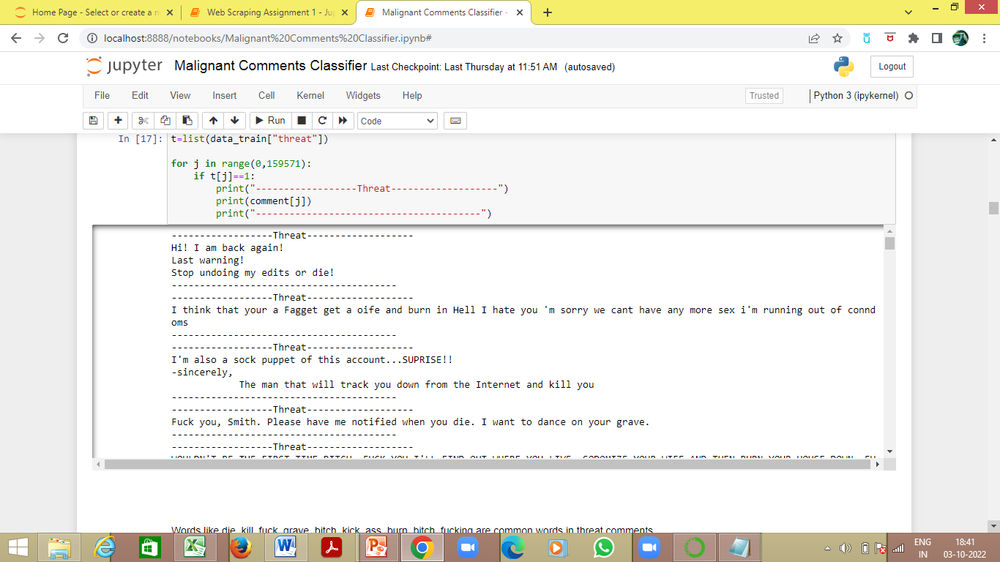 Home Page - Select or create a n
Web Scraping Assignment 1 - Ju
Malignant Comments Classifier -
localhost:8888/notebooks/Malignant%20Comments%20Classifier.ipynb#
jupyter Malignant Comments Classifier Last Checkpoint: Last Thursday at 11:51 AM (autosaved)
Logout
File Edit View Insert Cell Kernel Widgets Help
Trusted
Python 3 (ipykernel)
Run
Code
In [17]: t=list(data_train["threat"])
for j in range(0,159571):
    if t[j]==1:
        print("------------------Threat-------------------")
        print(comment[j])
        print("----------------------------------------")
------------------Threat-------------------
Hi! I am back again!
Last warning!
Stop undoing my edits or die!
----------------------------------------
------------------Threat-------------------
I think that your a Fagget get a oife and burn in Hell I hate you 'm sorry we cant have any more sex i'm running out of connd
oms
----------------------------------------
------------------Threat-------------------
I'm also a sock puppet of this account...SUPRISE!!
-sincerely,
            The man that will track you down from the Internet and kill you
----------------------------------------
------------------Threat-------------------
Fuck you, Smith. Please have me notified when you die. I want to dance on your grave.
----------------------------------------
------------------Threat-------------------
WOULDN'T BE THE FIRST TIME BITCH. FUCK YOU I'LL FIND OUT WHERE YOU LIVE, SODOMIZE YOUR WIFE AND THEN BURN YOUR HOUSE DOWN.
Words like die, kill, fuck, grave, bitch, kick, ass, burn, bitch, fucking are common words in threat comments
ENG
IN
18:41
03-10-2022